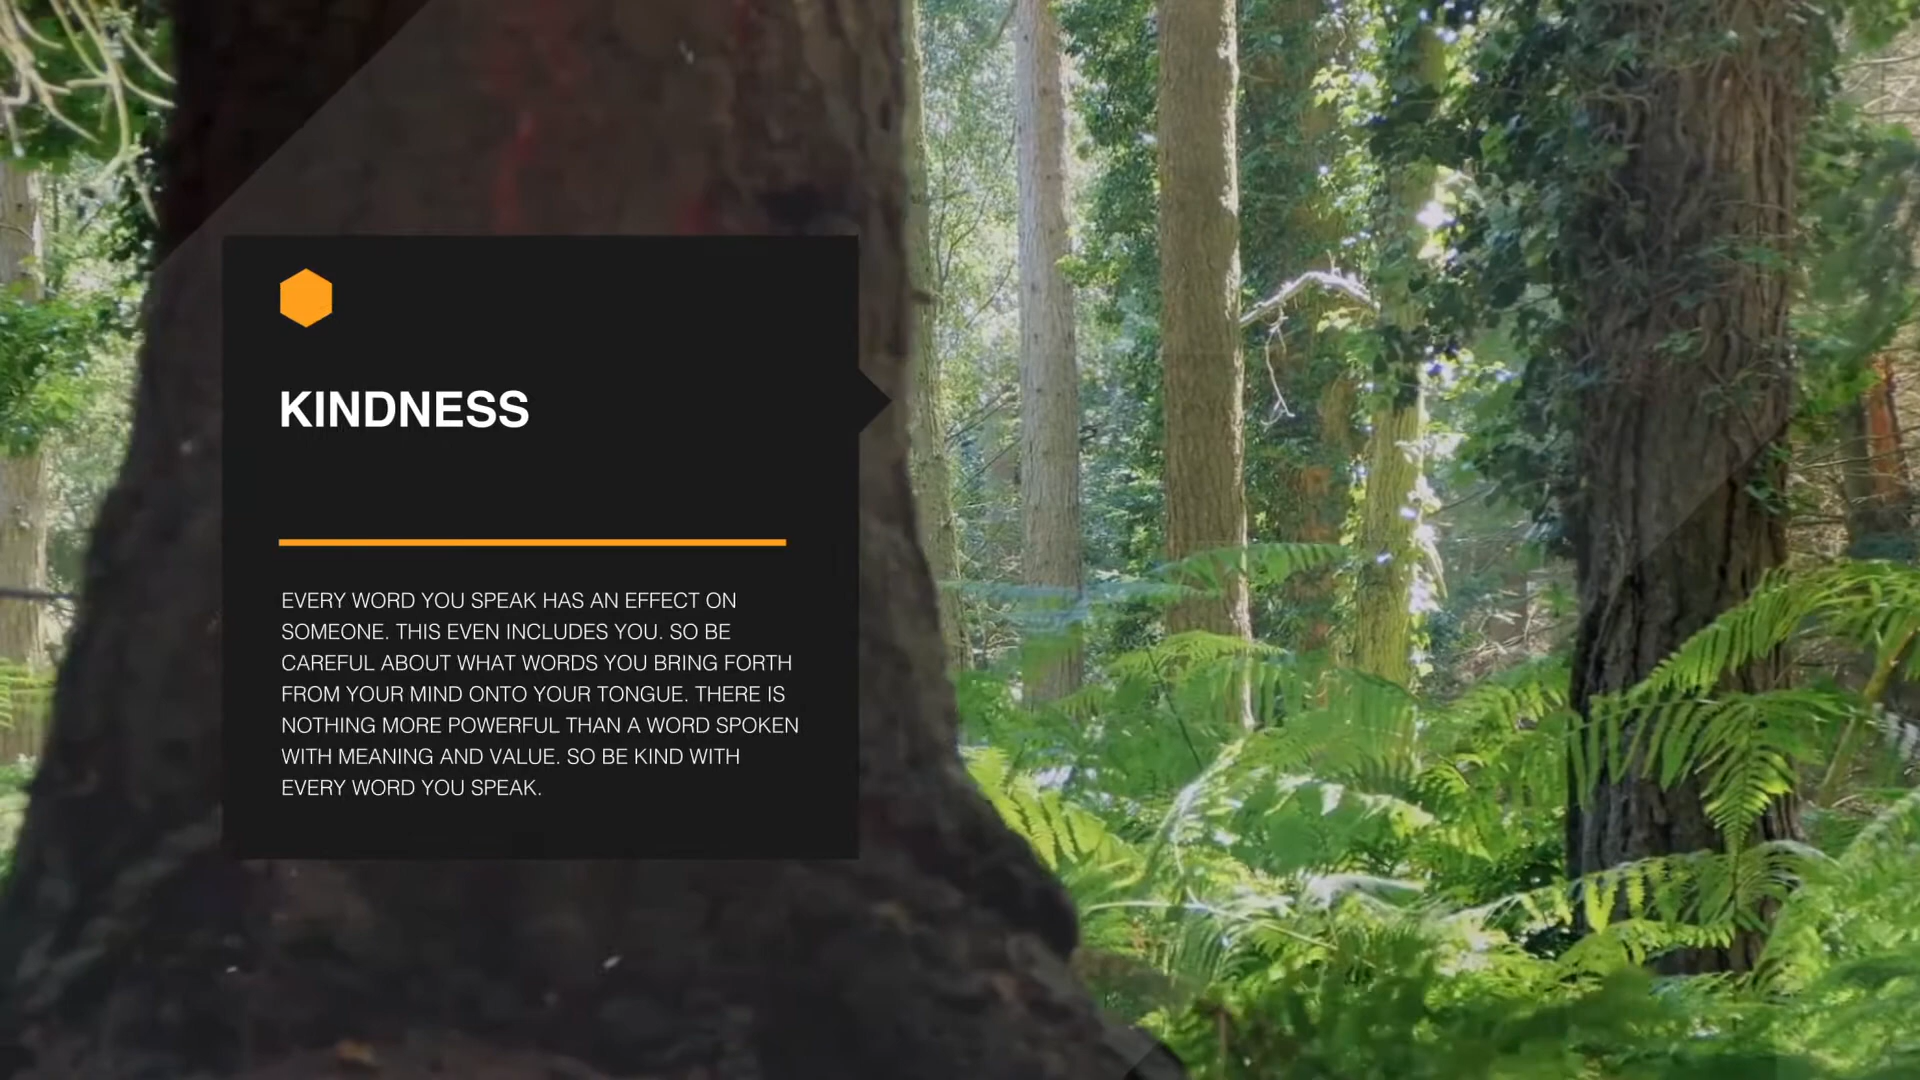 KINDNESS
EVERY WORD YOU SPEAK HAS AN EFFECT ON
SOMEONE. THIS EVEN INCLUDES YOU. SO BE
CAREFUL ABOUT WHAT WORDS YOU BRING FORTH
FROM YOUR MIND ONTO YOUR TONGUE. THERE IS
NOTHING MORE POWERFUL THAN A WORD SPOKEN
WITH MEANING AND VALUE. SO BE KIND WITH
EVERY WORD YOU SPEAK.